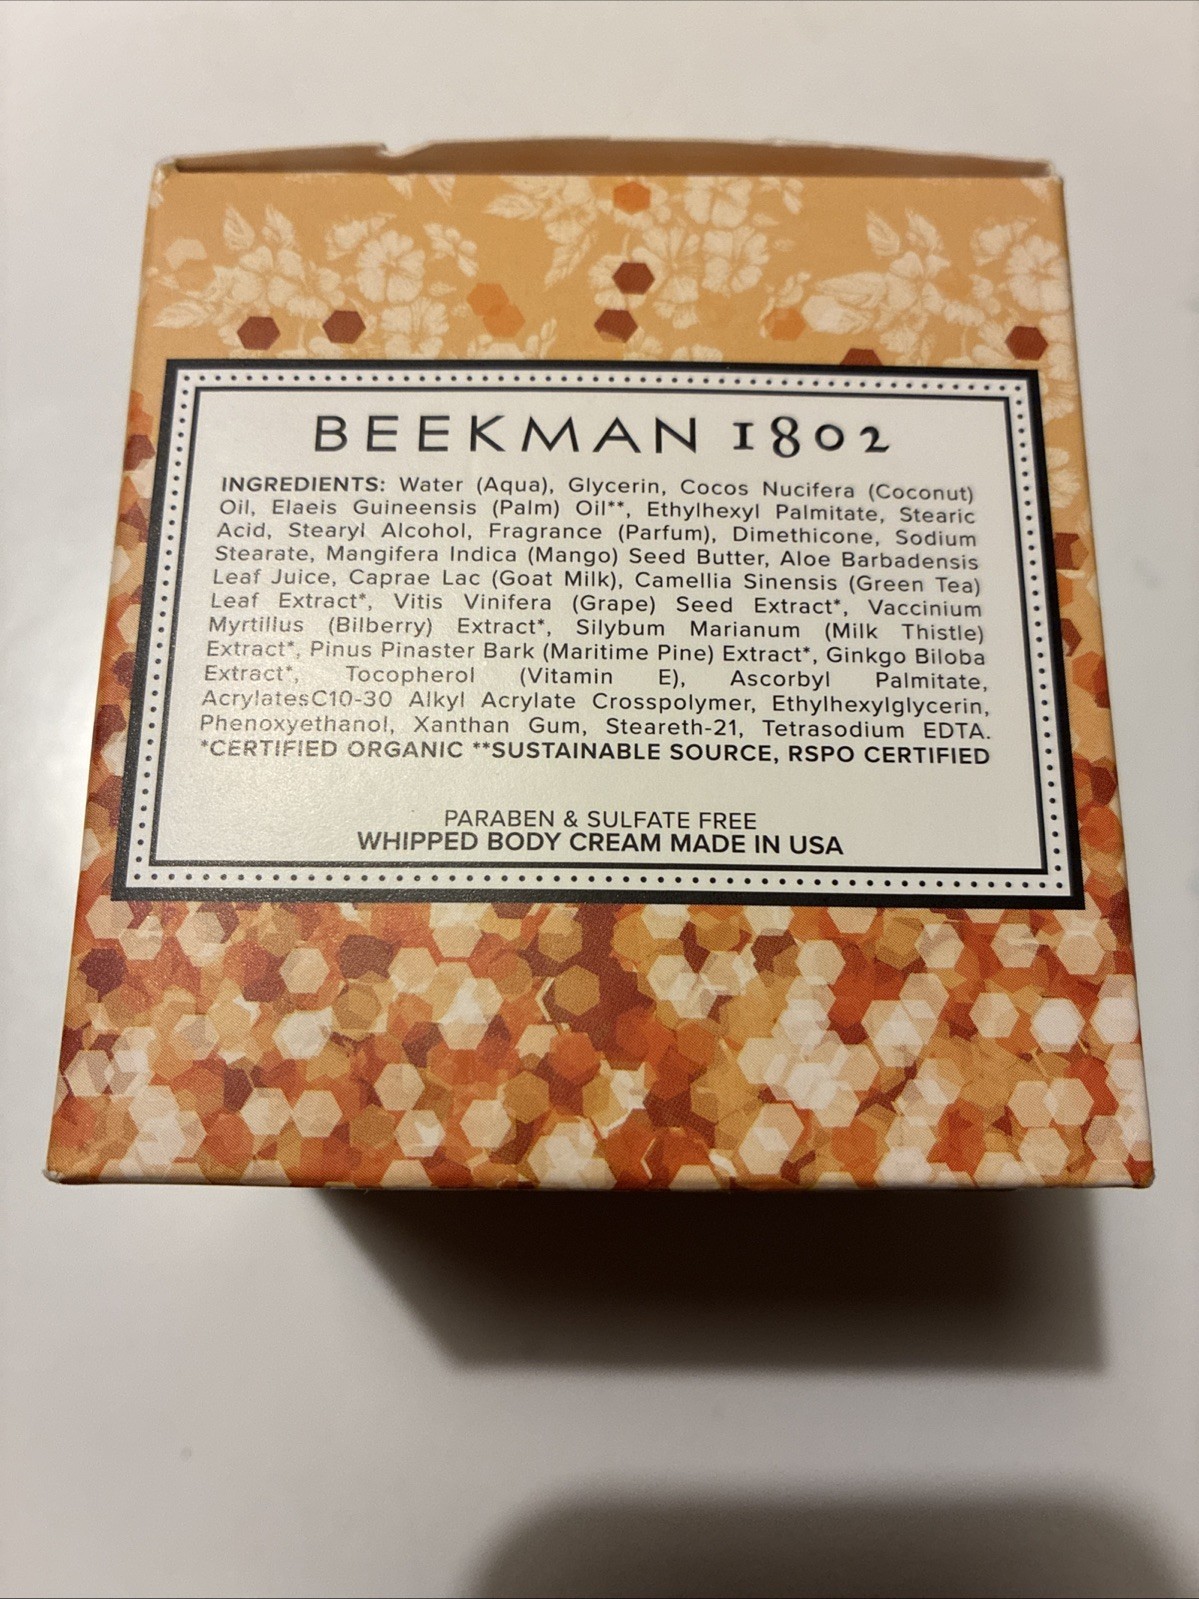 BEEKMAN 1802
INGREDIENTS: Water (Aqua), Glycerin, Cocos Nucifera (Coconut)
Oil, Elaeis Guineensis (Palm) Oil**, Ethylhexyl Palmitate, Stearic
Acid, Stearyl Alcohol, Fragrance (Parfum), Dimethicone, Sodium
Stearate, Mangifera Indica (Mango) Seed Butter, Aloe Barbadensis
Leaf Juice, Caprae Lac (Goat Milk), Camellia Sinensis (Green Tea)
Leaf Extract*, Vitis Vinifera (Grape) Seed Extract*, Vaccinium
Myrtillus (Bilberry) Extract*, Silybum Marianum (Milk Thistle)
Extract*, Pinus Pinaster Bark (Maritime Pine) Extract*, Ginkgo Biloba
Extract*, Tocopherol (Vitamin E), Ascorbyl Palmitate,
AcrylatesC10-30 Alkyl Acrylate Crosspolymer, Ethylhexylglycerin,
Phenoxyethanol, Xanthan Gum, Steareth-21, Tetrasodium EDTA.
*CERTIFIED ORGANIC **SUSTAINABLE SOURCE, RSPO CERTIFIED
PARABEN & SULFATE FREE
WHIPPED BODY CREAM MADE IN USA